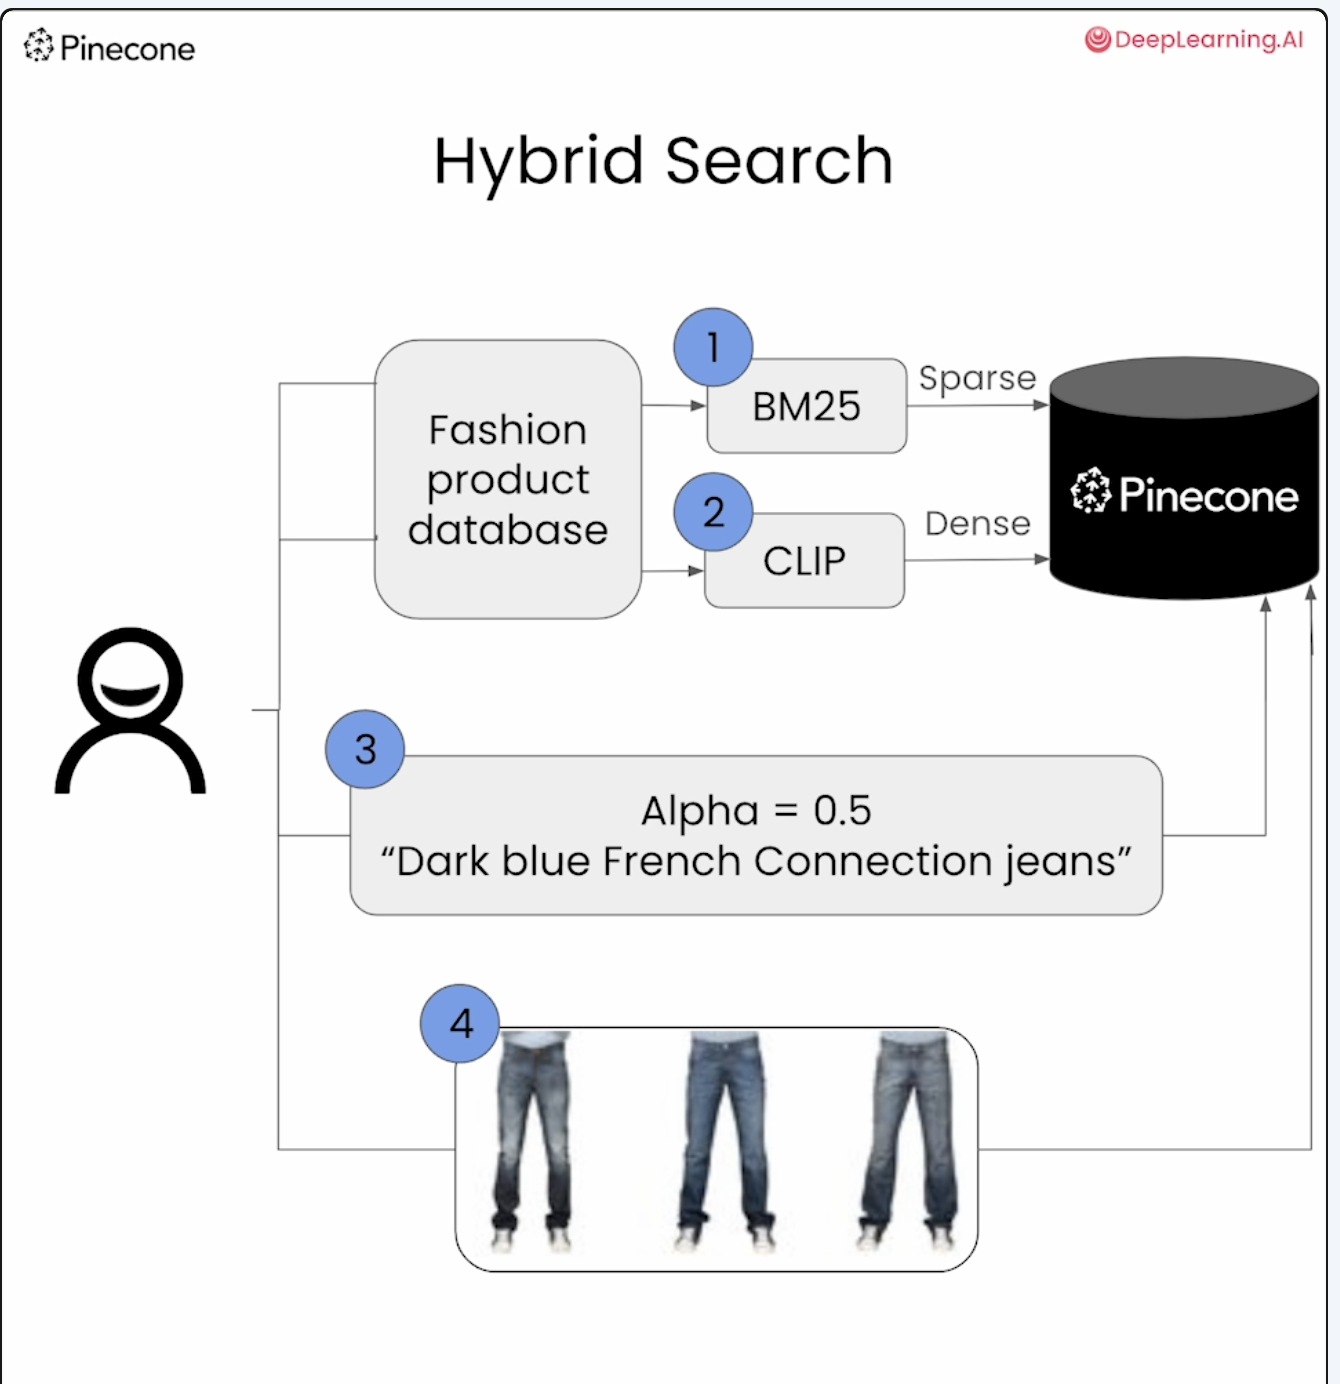 Pinecone
DeepLearning.AI
Hybrid Search
1
BM25
Sparse
Fashion
product
database
2
CLIP
Dense
Pinecone
3
Alpha = 0.5
“Dark blue French Connection jeans”
4